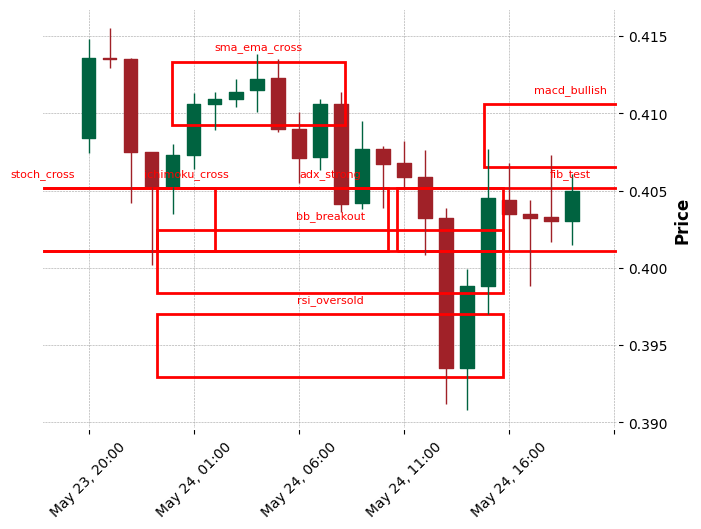 sma_ema_cross
0.415
macd_bullish
0.410
stoch_cross
adx_strong
fib_test
0.405
bb_breakout
Price
0.400
rsi_oversold
0.395
0.390
May 23, 20:00
May 24, 01:00
May 24, 06:00
May 24, 11:00
May 24, 16:00